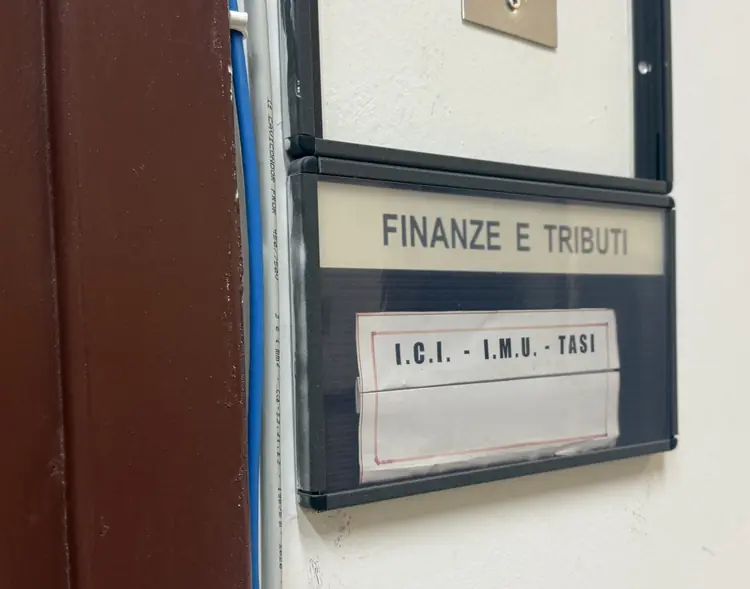 FINANZE E TRIBUTI
I.C.I. - I.M.U. - TASI